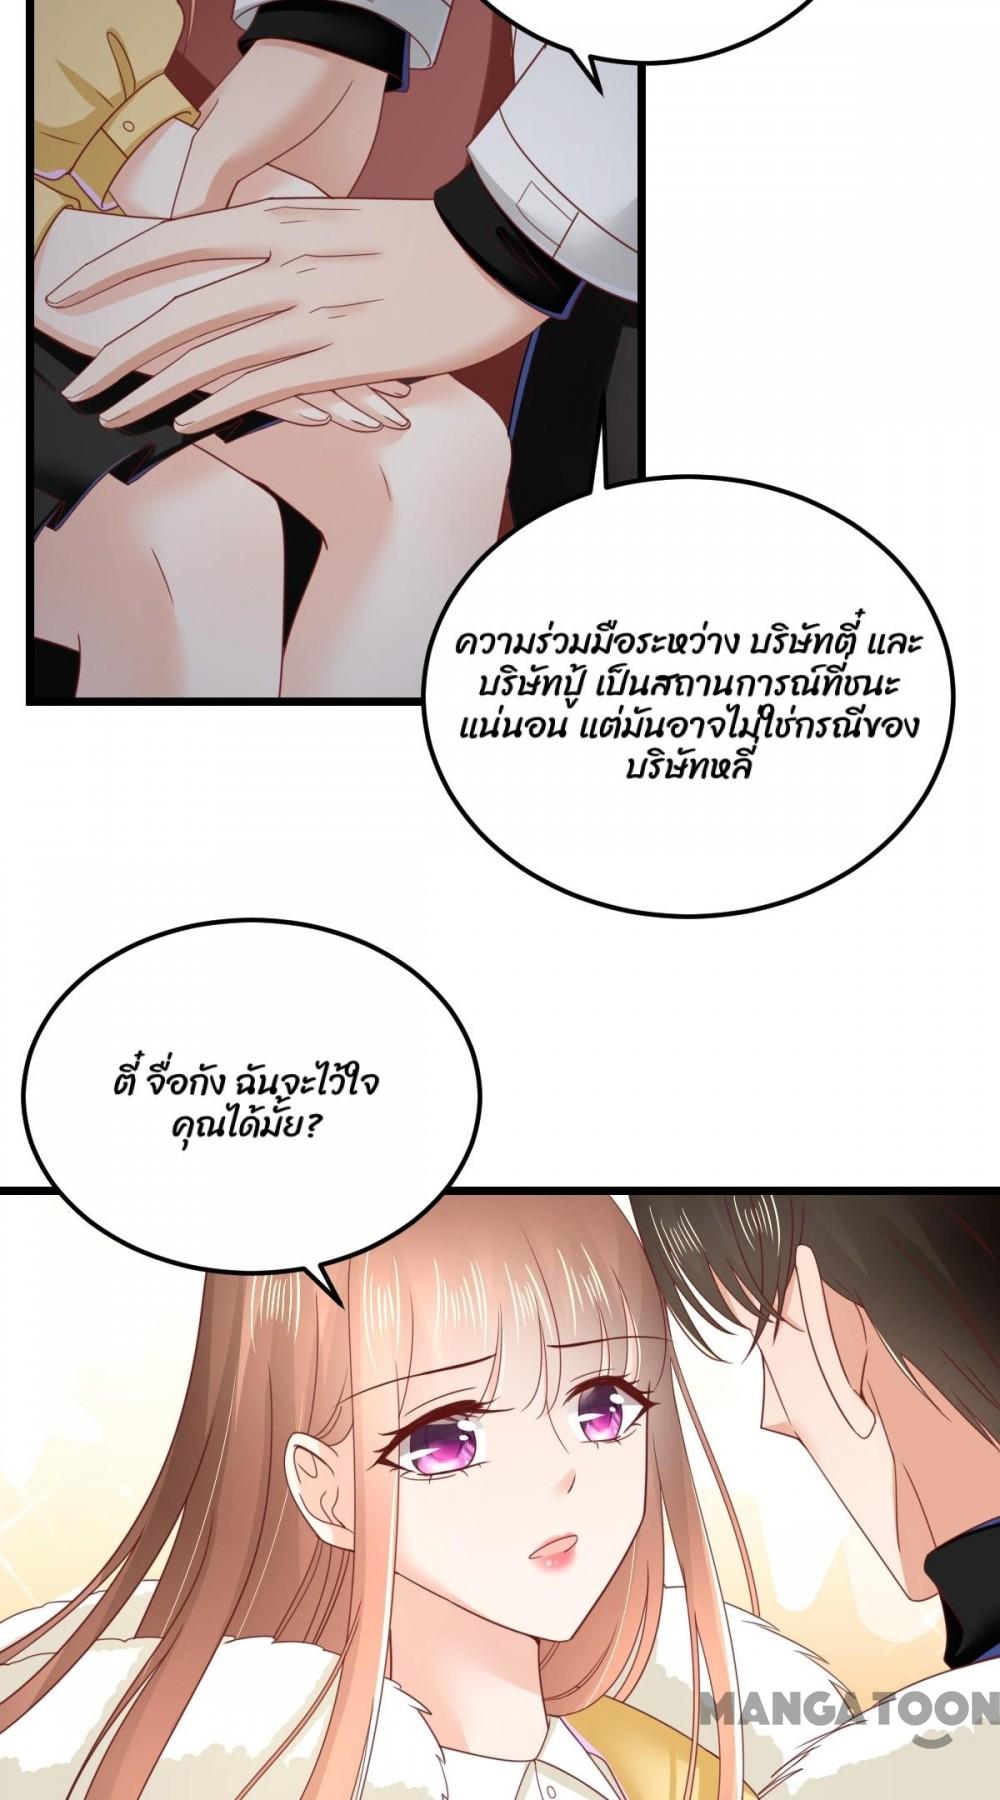 ความร่วมมือระหว่าง บริษัทตี๋ และ
บริษัทปู้ เป็นสถานการณ์ที่ชนะ
แน่นอน แต่มันอาจไม่ใช่กรณีของ
บริษัทหลี่
ตี๋ จื่อกัง ฉันจะไว้ใจ
คุณได้มั้ย?
MANGATOON